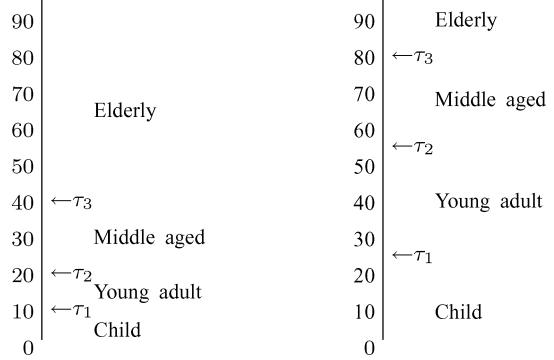 90
80
70
Elderly
60
50
40 ←τ3
30 Middle aged
20 ←τ2
Young adult
10 ←τ1
Child
0
90 Elderly
80 ←τ3
70
Middle aged
60
←τ2
50
40 Young adult
30
←τ1
20
10 Child
0